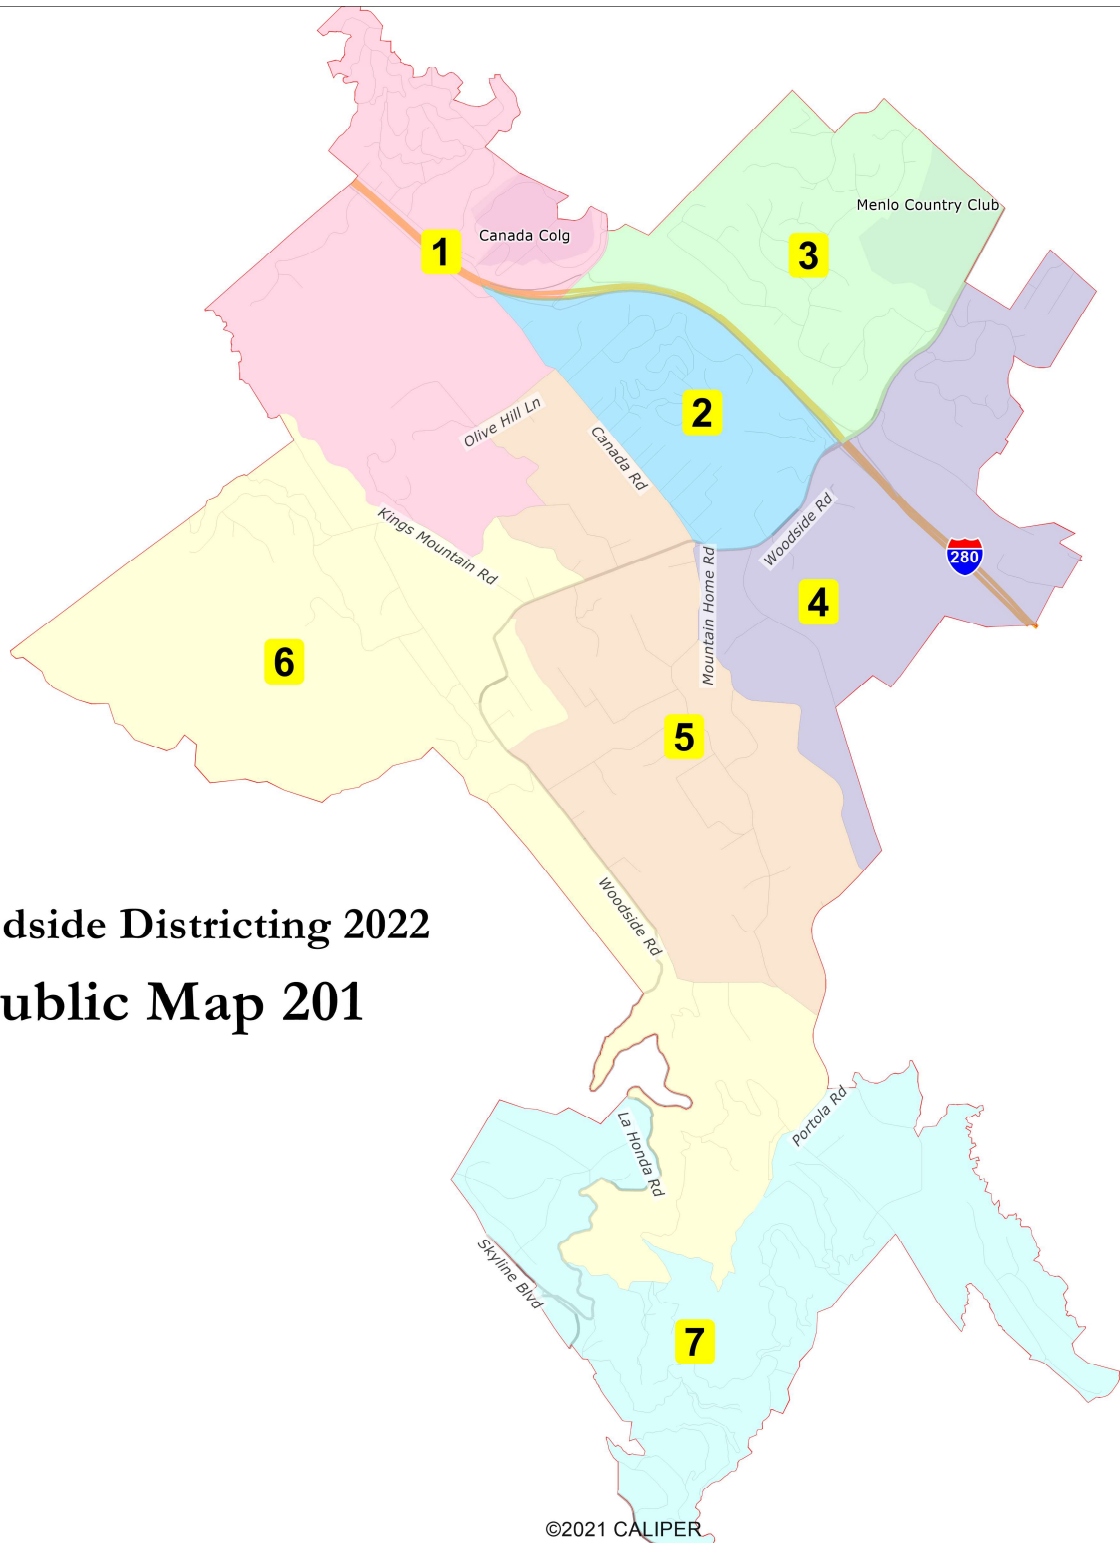 Menlo Country Club
Canada Colg
1
3
2
Olive Hill Ln
Canada Rd
Kings Mountain Rd
Woodside Rd
Mountain Home Rd
280
4
6
5
dside Districting 2022
ublic Map 201
Woodside Rd
Portola Rd
La Honda Rd
Skyline Blvd
7
©2021 CALIPER